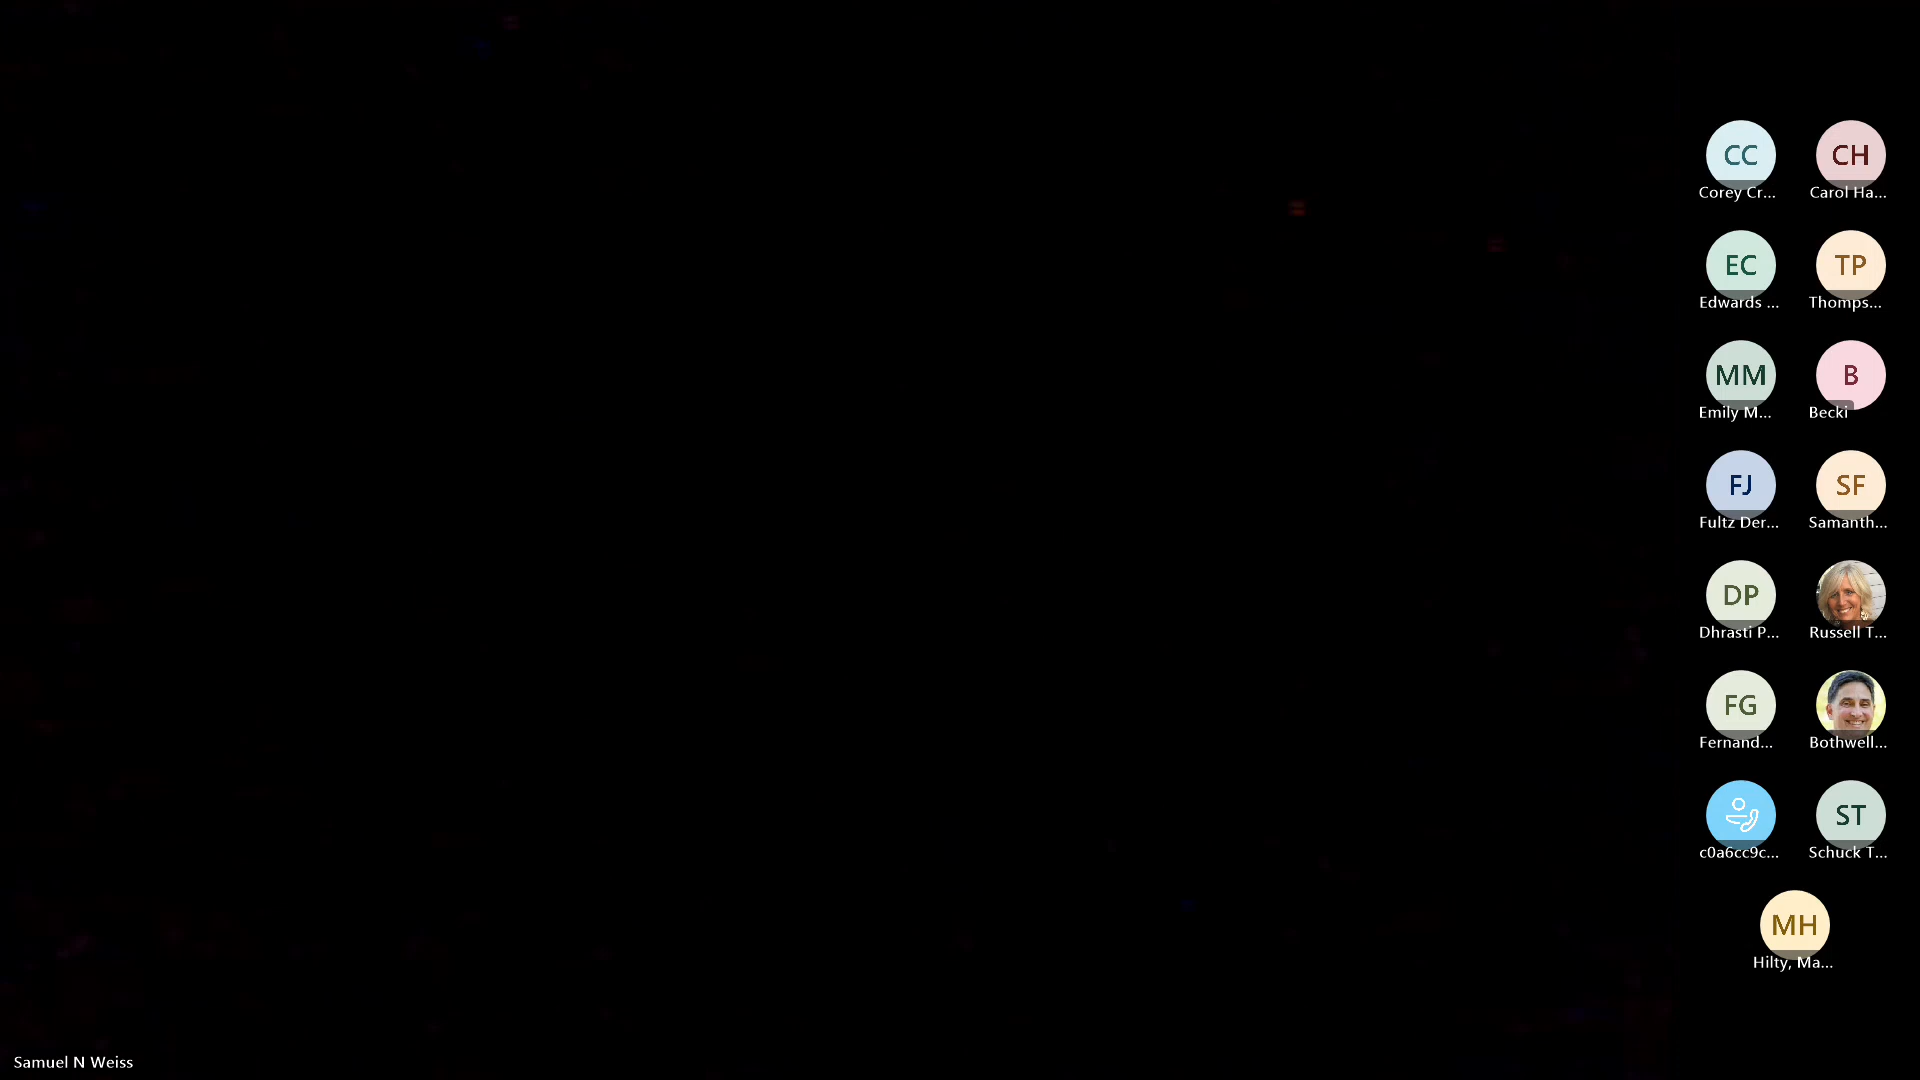 CC CH
Corey Cr... Carol Ha...
EC TP
Edwards ... Thomps...
MM B
Emily M... Becki
FJ SF
Fultz Der... Samanth...
DP
Dhrasti P... Russell T...
FG
Fernand... Bothwell...
ST
c0a6cc9c... Schuck T...
MH
Hilty, Ma...
Samuel N Weiss